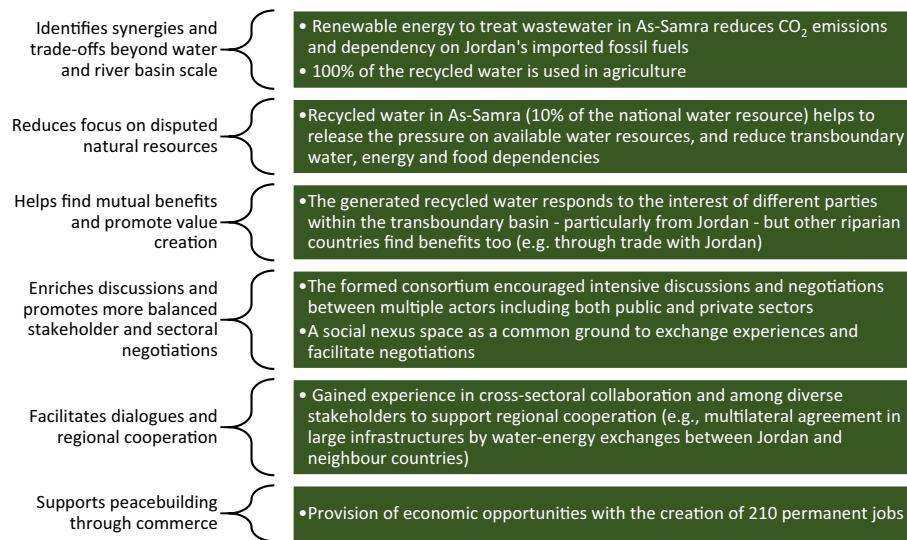 Identifies synergies and
trade-offs beyond water
and river basin scale
• Renewable energy to treat wastewater in As-Samra reduces CO₂ emissions
and dependency on Jordan's imported fossil fuels
• 100% of the recycled water is used in agriculture
Reduces focus on disputed
natural resources
•Recycled water in As-Samra (10% of the national water resource) helps to
release the pressure on available water resources, and reduce transboundary
water, energy and food dependencies
Helps find mutual benefits
and promote value
creation
•The generated recycled water responds to the interest of different parties
within the transboundary basin - particularly from Jordan - but other riparian
countries find benefits too (e.g. through trade with Jordan)
Enriches discussions and
promotes more balanced
stakeholder and sectoral
negotiations
•The formed consortium encouraged intensive discussions and negotiations
between multiple actors including both public and private sectors
•A social nexus space as a common ground to exchange experiences and
facilitate negotiations
Facilitates dialogues and
regional cooperation
• Gained experience in cross-sectoral collaboration and among diverse
stakeholders to support regional cooperation (e.g., multilateral agreement in
large infrastructures by water-energy exchanges between Jordan and
neighbour countries)
Supports peacebuilding
through commerce
•Provision of economic opportunities with the creation of 210 permanent jobs